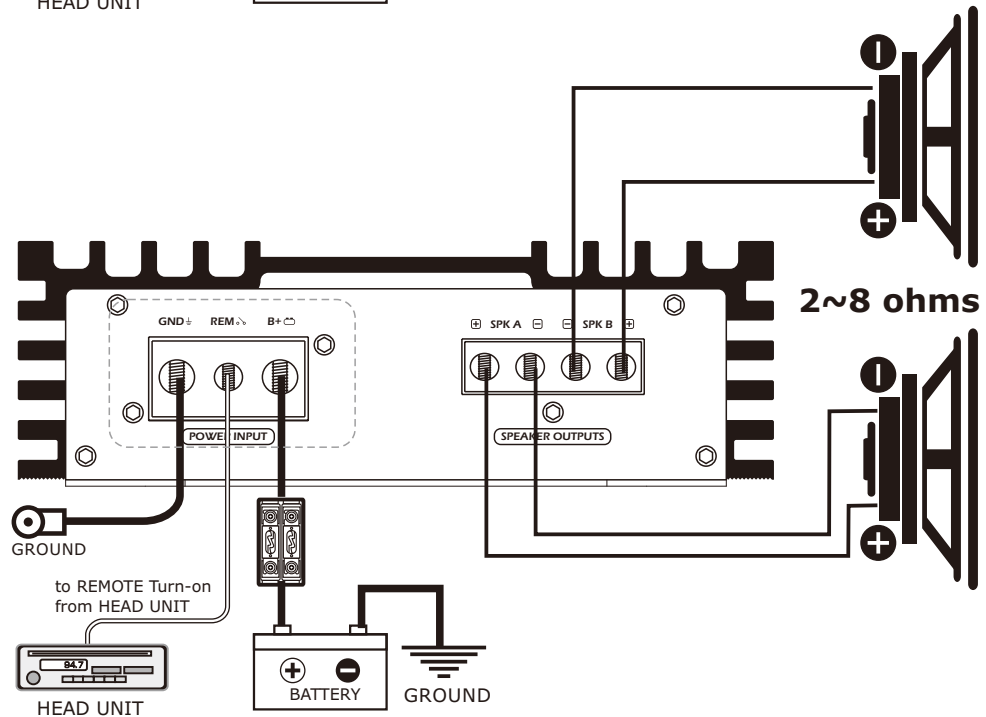 HEAD UNIT
2~8 ohms
GND REM B+
+ SPK A − − SPK B +
POWER INPUT
SPEAKER OUTPUTS
GROUND
to REMOTE Turn-on
from HEAD UNIT
94.7
BATTERY
GROUND
HEAD UNIT